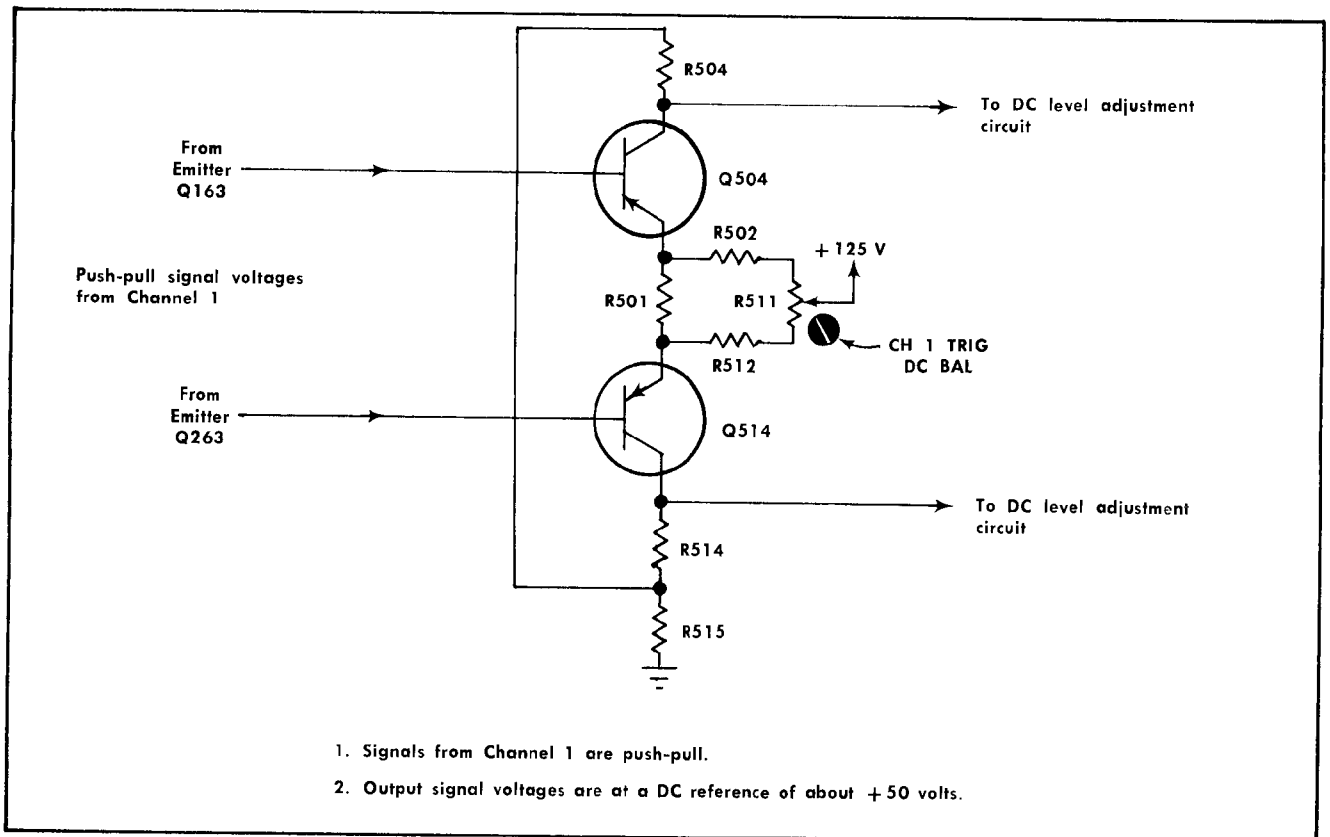 R504
To DC level adjustment
circuit
From
Emitter
Q163
Q504
R502
+ 125 V
Push-pull signal voltages
from Channel 1
R501
R511
CH 1 TRIG
DC BAL
R512
From
Emitter
Q263
Q514
To DC level adjustment
circuit
R514
R515
1. Signals from Channel 1 are push-pull.
2. Output signal voltages are at a DC reference of about + 50 volts.